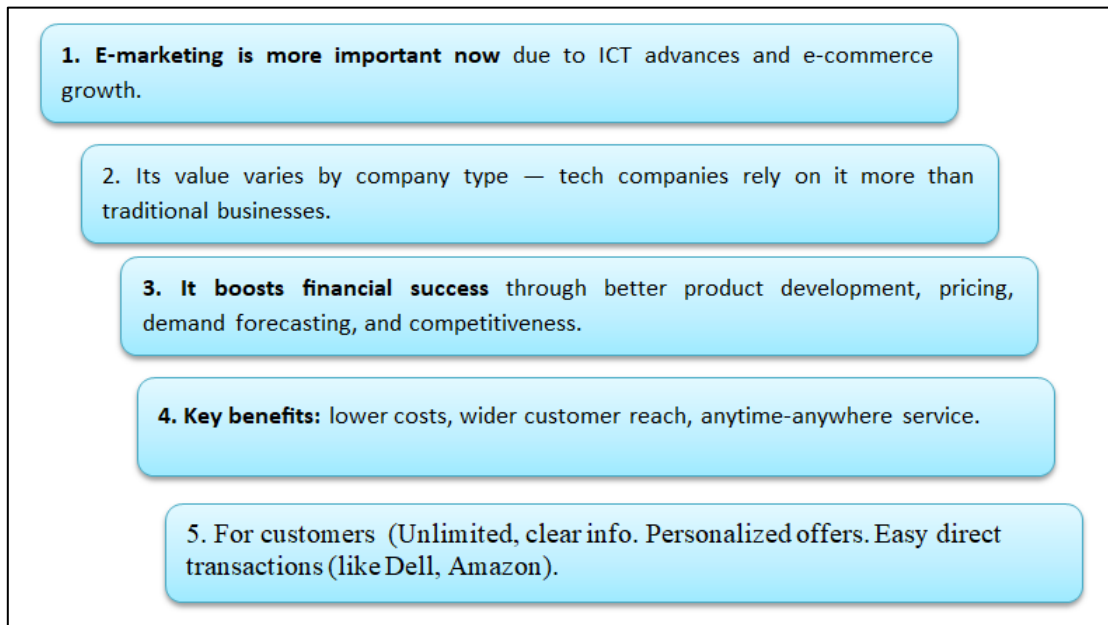 1. E-marketing is more important now due to ICT advances and e-commerce
growth.
2. Its value varies by company type — tech companies rely on it more than
traditional businesses.
3. It boosts financial success through better product development, pricing,
demand forecasting, and competitiveness.
4. Key benefits: lower costs, wider customer reach, anytime-anywhere service.
5. For customers (Unlimited, clear info. Personalized offers. Easy direct
transactions (like Dell, Amazon).